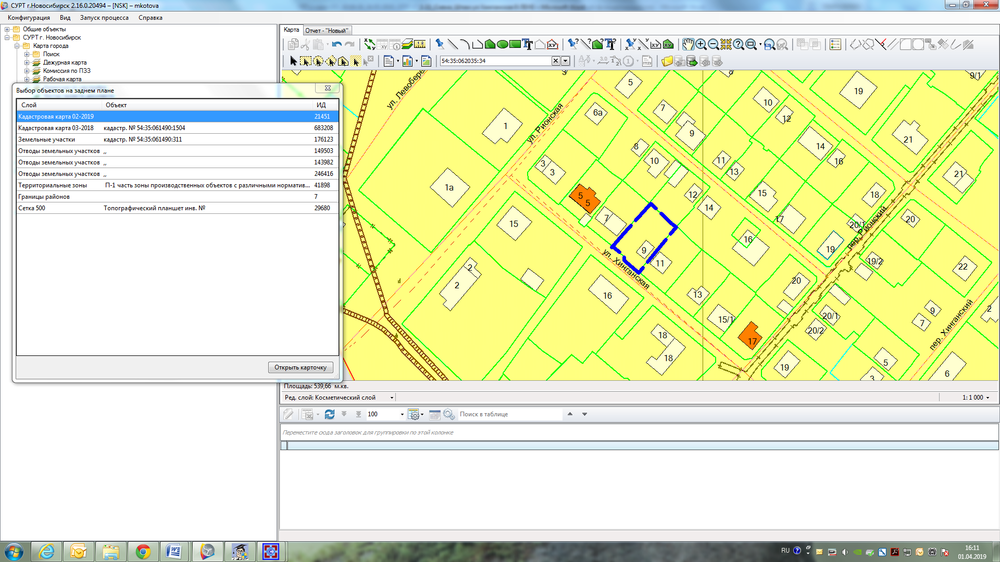 СУРТ г.Новосибирск 2.16.0.20494 – [NSK] – mkotova
Конфигурация Вид Запуск процесса Справка
Общие объекты
СУРТ г. Новосибирск
Карта города
Поиск
Дежурная карта
Комиссия по ПЗЗ
Рабочая карта
Выбор объектов на заднем плане
Слой Объект ИД
Кадастровая карта 02-2019 21451
Кадастровая карта 03-2018 кадастр. № 54:35:061490:1504 683208
Земельные участки кадастр. № 54:35:061490:311 176123
Отводы земельных участков ,, 149503
Отводы земельных участков ,, 143982
Отводы земельных участков ,, 246416
Территориальные зоны П-1 часть зоны производственных объектов с различными норматив... 41898
Границы районов 7
Сетка 500 Топографический планшет инв. № 29680
Открыть карточку
Карта Отчет - "Новый"
54:35:062035:34
ул. Левобере
ул. Рионская
ул. Хинганская
пер. Рионский
пер. Хинганский
5
8
9/1
19
10
12
6а
7
9
1
21
14
16
8
10
11
13
3
3
1а
21
5
5
12
14
15
18
7
17
20
20/1
15
16
19
9
11
19/2
22
2
2
20
16
13
15/1
20/1
20/2
9
7
2
18
18
17
19
5
3
6
Площадь: 539,66 м.кв.
Ред. слой: Косметический слой 1: 1 000
100 Поиск в таблице
Переместите сюда заголовок для группировки по этой колонке
RU
16:11
01.04.2019